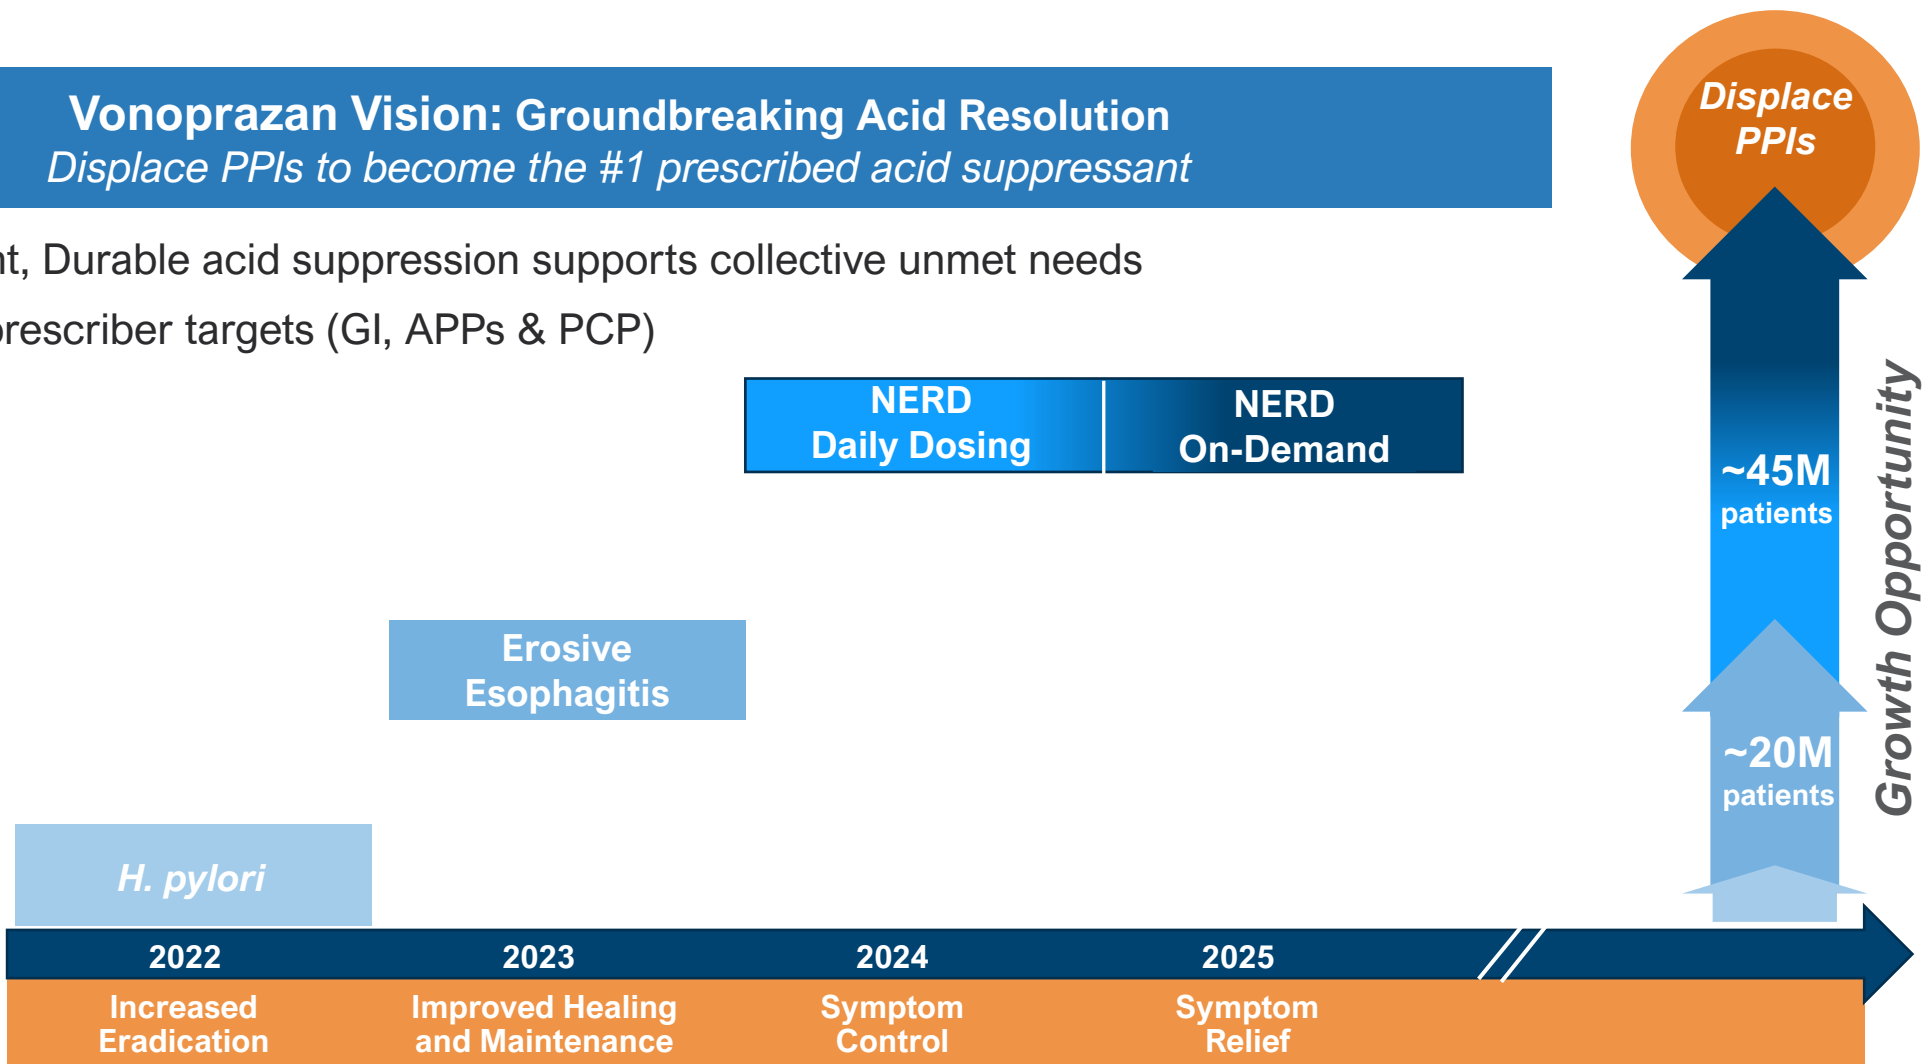 Vonoprazan Vision: Groundbreaking Acid Resolution
Displace PPIs to become the #1 prescribed acid suppressant
Displace
PPIs
nt, Durable acid suppression supports collective unmet needs
prescriber targets (GI, APPs & PCP)
NERD
Daily Dosing
NERD
On-Demand
~45M
patients
Growth Opportunity
Erosive
Esophagitis
~20M
patients
H. pylori
2022
2023
2024
2025
Increased
Eradication
Improved Healing
and Maintenance
Symptom
Control
Symptom
Relief